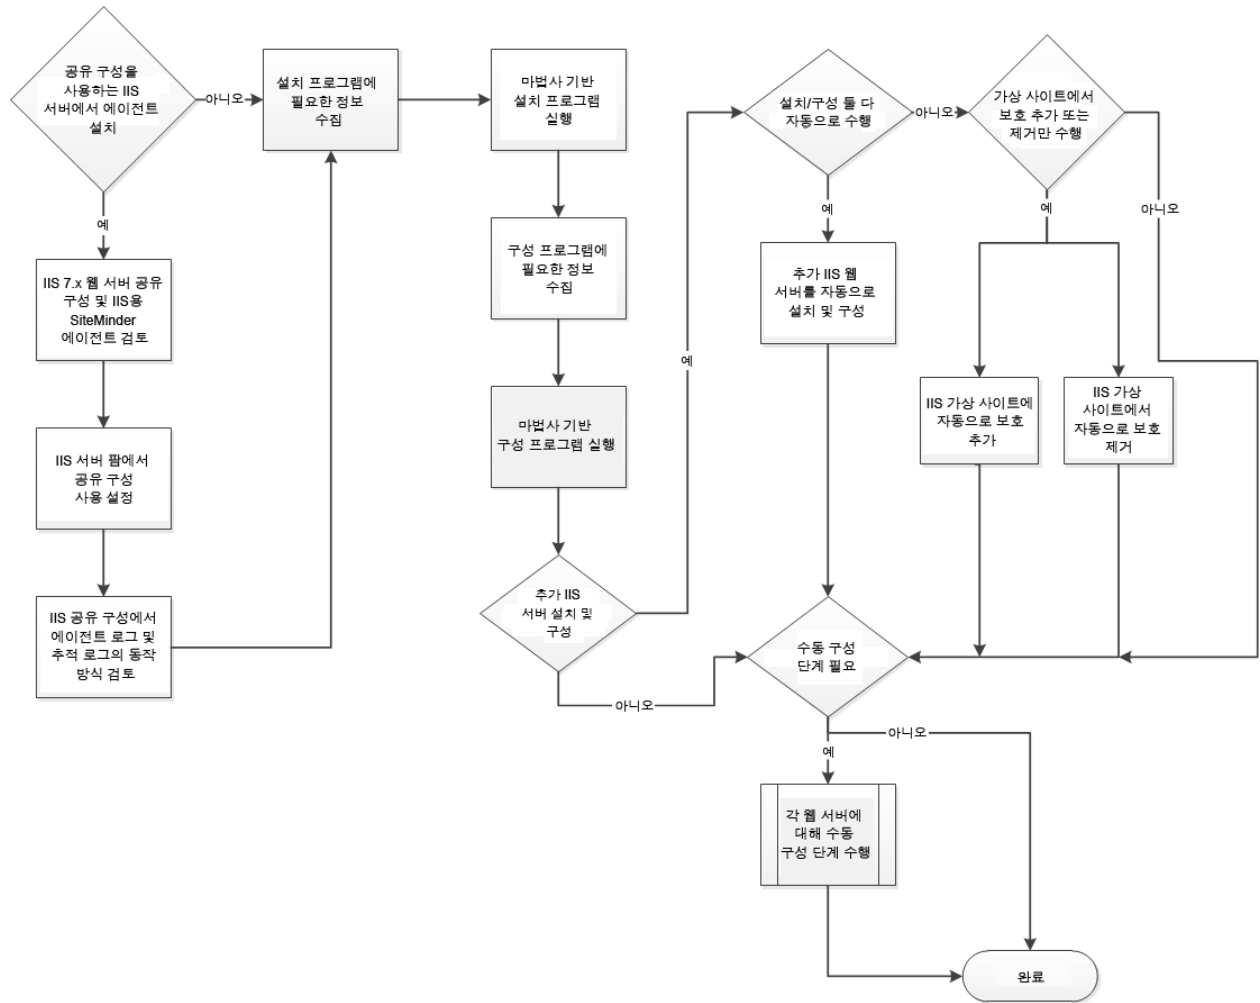 공유 구성을
사용하는 IIS
서버에서 에이전트
설치
아니오
예
IIS 7.x 웹 서버 공유
구성 및 IIS용
SiteMinder
에이전트 검토
IIS 서버 팜에서
공유 구성
사용 설정
IIS 공유 구성에서
에이전트 로그 및
추적 로그의 동작
방식 검토
설치 프로그램에
필요한 정보
수집
마법사 기반
설치 프로그램
실행
구성 프로그램에
필요한 정보
수집
마법사 기반
구성 프로그램 실행
추가 IIS
서버 설치 및
구성
예
아니오
설치/구성 둘 다
자동으로 수행
아니오
예
추가 IIS 웹
서버를 자동으로
설치 및 구성
가상 사이트에서
보호 추가 또는
제거만 수행
예
아니오
IIS 가상 사이트에
자동으로 보호
추가
IIS 가상
사이트에서
자동으로 보호
제거
수동 구성
단계 필요
아니오
예
각 웹 서버에
대해 수동
구성 단계 수행
완료